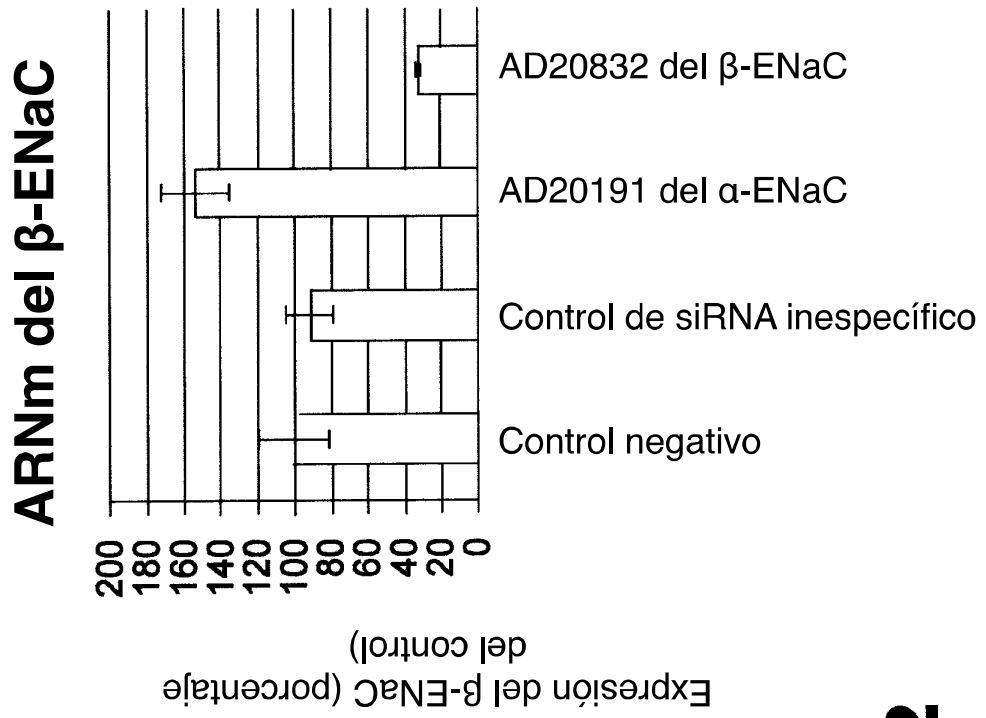 ARNm del β-ENaC
Expresión del β-ENaC (porcentaje
del control)
200
180
160
140
120
100
80
60
40
20
0
Control negativo
Control de siRNA inespecífico
AD20191 del α-ENaC
AD20832 del β-ENaC